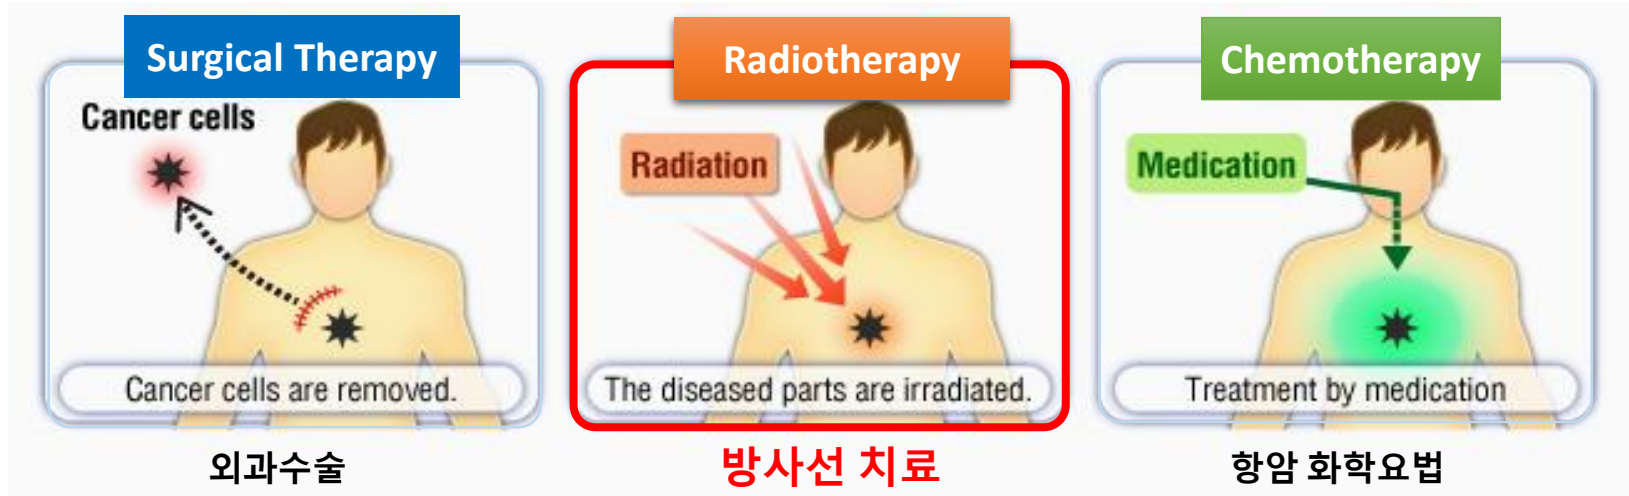 Surgical Therapy
Cancer cells
Cancer cells are removed.
외과수술
Radiotherapy
Radiation
The diseased parts are irradiated.
방사선 치료
Chemotherapy
Medication
Treatment by medication
항암 화학요법